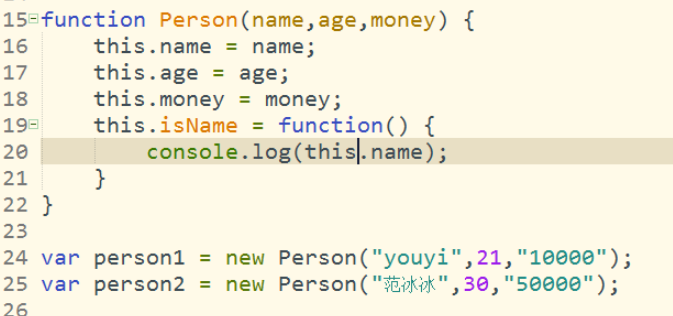 15 function Person(name,age,money) {
16     this.name = name;
17     this.age = age;
18     this.money = money;
19     this.isName = function() {
20         console.log(this.name);
21     }
22 }
23
24 var person1 = new Person("youyi",21,"10000");
25 var person2 = new Person("范冰冰",30,"50000");
26